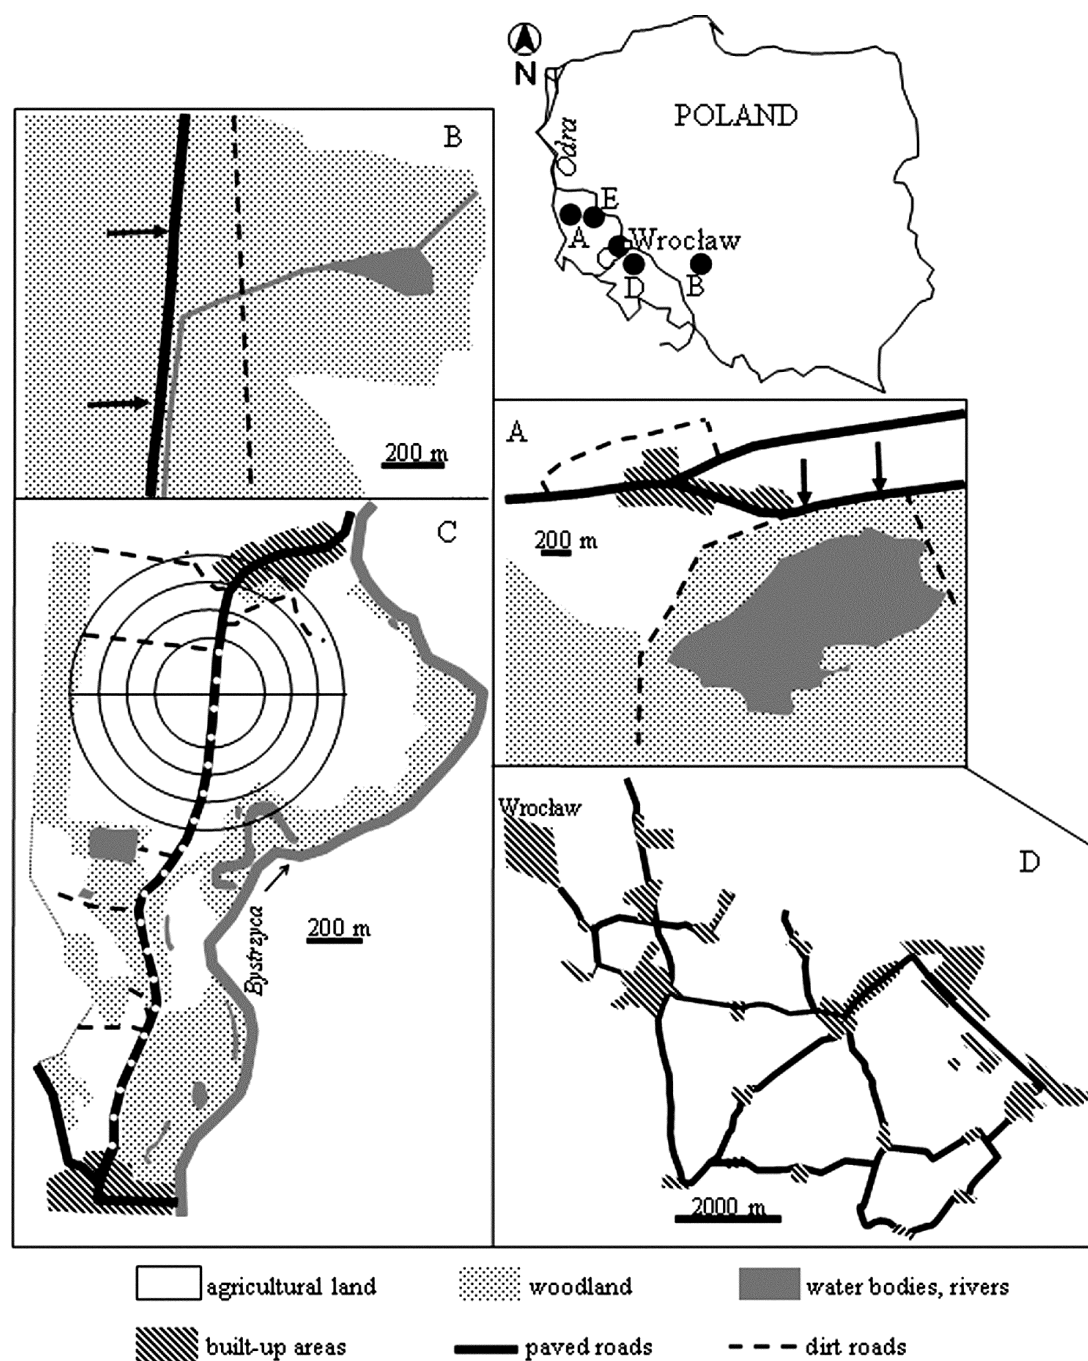 N
POLAND
Odra
E
A
Wrocław
D
B
B
200 m
A
200 m
C
Bystrzyca
200 m
Wrocław
D
2000 m
agricultural land
woodland
water bodies, rivers
built-up areas
paved roads
dirt roads